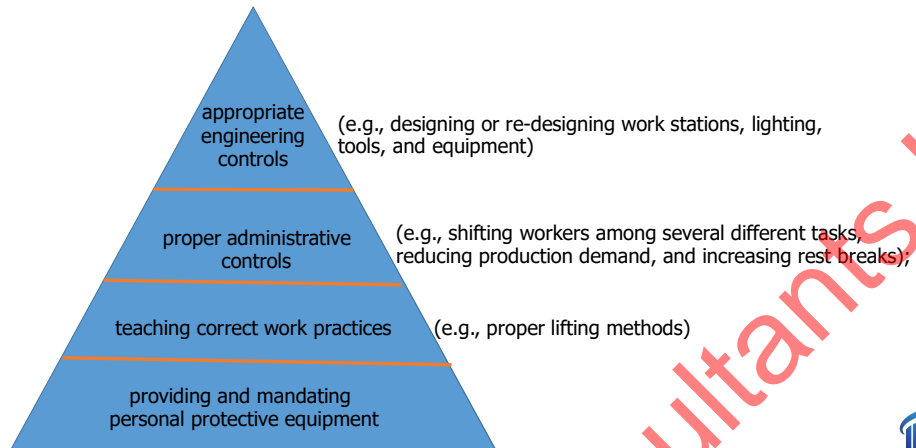 appropriate
engineering
controls
(e.g., designing or re-designing work stations, lighting,
tools, and equipment)
proper administrative
controls
(e.g., shifting workers among several different tasks,
reducing production demand, and increasing rest breaks);
teaching correct work practices
(e.g., proper lifting methods)
providing and mandating
personal protective equipment
ultants